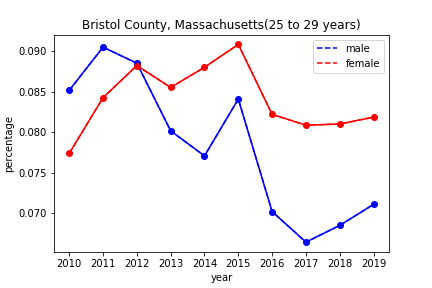 Bristol County, Massachusetts(25 to 29 years)
male
female
percentage
0.090
0.085
0.080
0.075
0.070
2010 2011 2012 2013 2014 2015 2016 2017 2018 2019
year